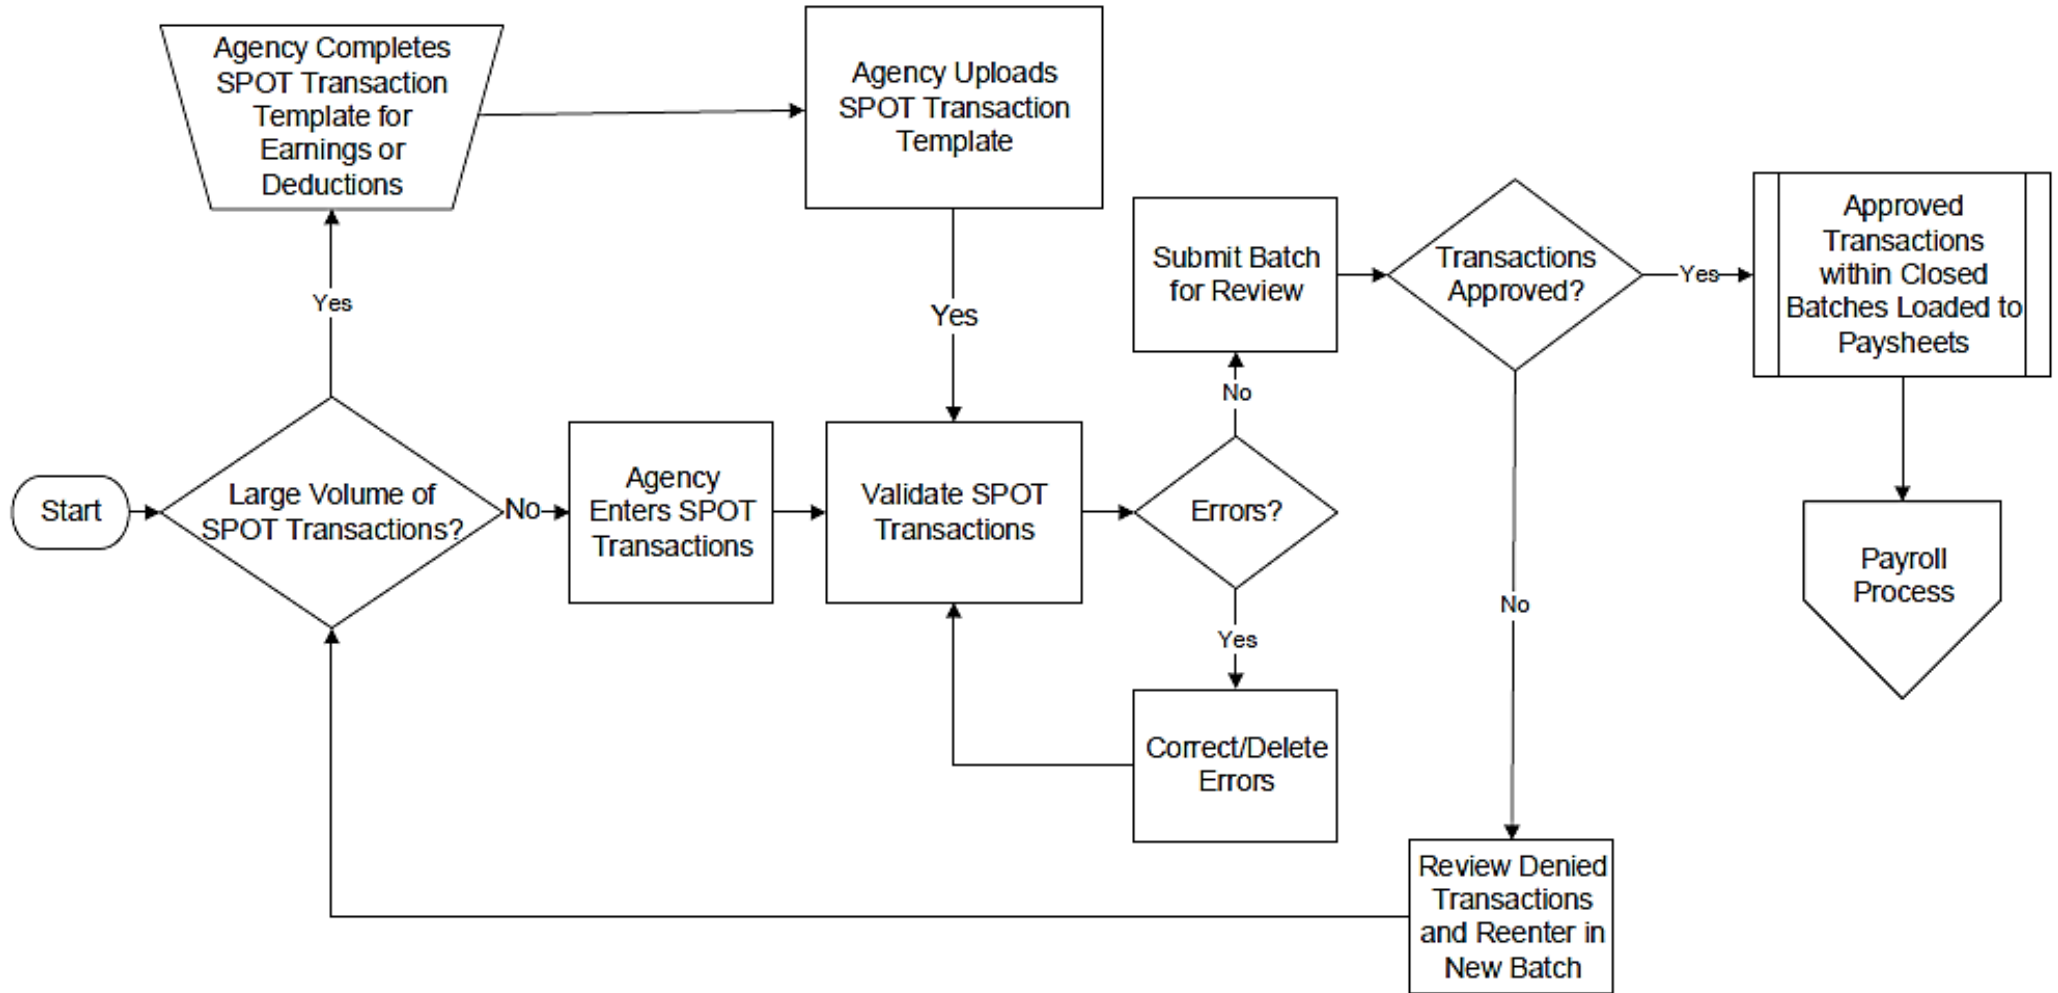 Agency Completes
SPOT Transaction
Template for
Earnings or
Deductions
Agency Uploads
SPOT Transaction
Template
Yes
Yes
Submit Batch
for Review
Transactions
Approved?
Yes
Approved
Transactions
within Closed
Batches Loaded to
Paysheets
No
Start
Large Volume of
SPOT Transactions?
No
Agency
Enters SPOT
Transactions
Validate SPOT
Transactions
Errors?
Payroll
Process
No
Yes
Correct/Delete
Errors
Review Denied
Transactions
and Reenter in
New Batch